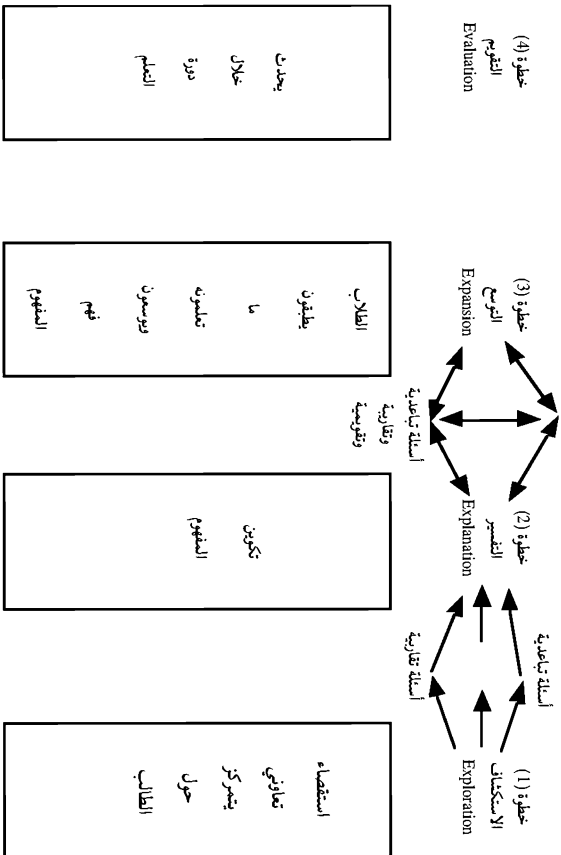 خطوة (1)
الاستكشاف
Exploration
أسئلة تباعدية
أسئلة تقاربية
خطوة (2)
التفسير
Explanation
أسئلة تباعدية
وتقاربية
وتقويمية
خطوة (3)
التوسع
Expansion
خطوة (4)
التقويم
Evaluation
استقصاء
تعاوني
يتمركز
حول
الطالب
تكوين
المفهوم
الطلاب
يطبقون
ما
تعلمونه
ويوسعون
فهم
المفهوم
يحدث
خلال
دورة
التعلم